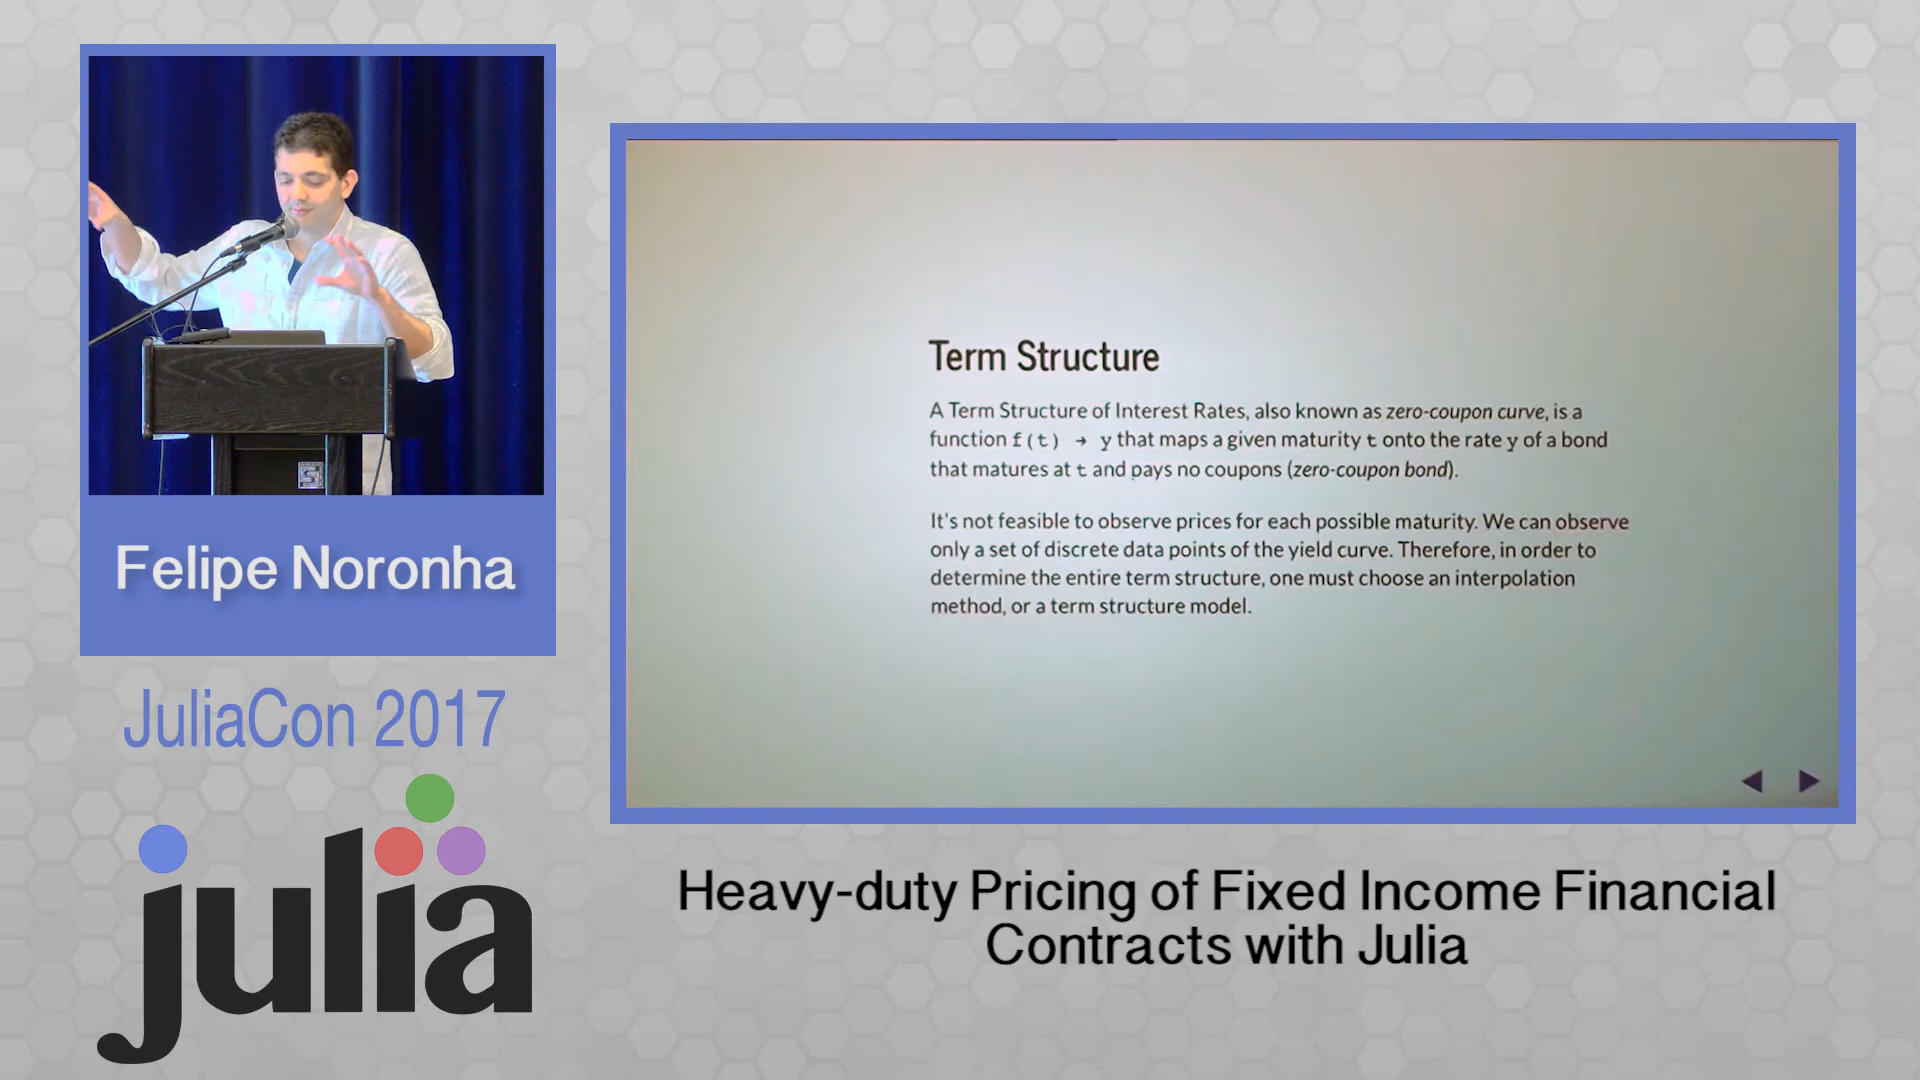 Felipe Noronha
JuliaCon 2017
julia
Term Structure
A Term Structure of Interest Rates, also known as zero-coupon curve, is a
function f(t) → y that maps a given maturity t onto the rate y of a bond
that matures at t and pays no coupons (zero-coupon bond).
It's not feasible to observe prices for each possible maturity. We can observe
only a set of discrete data points of the yield curve. Therefore, in order to
determine the entire term structure, one must choose an interpolation
method, or a term structure model.
Heavy-duty Pricing of Fixed Income Financial
Contracts with Julia